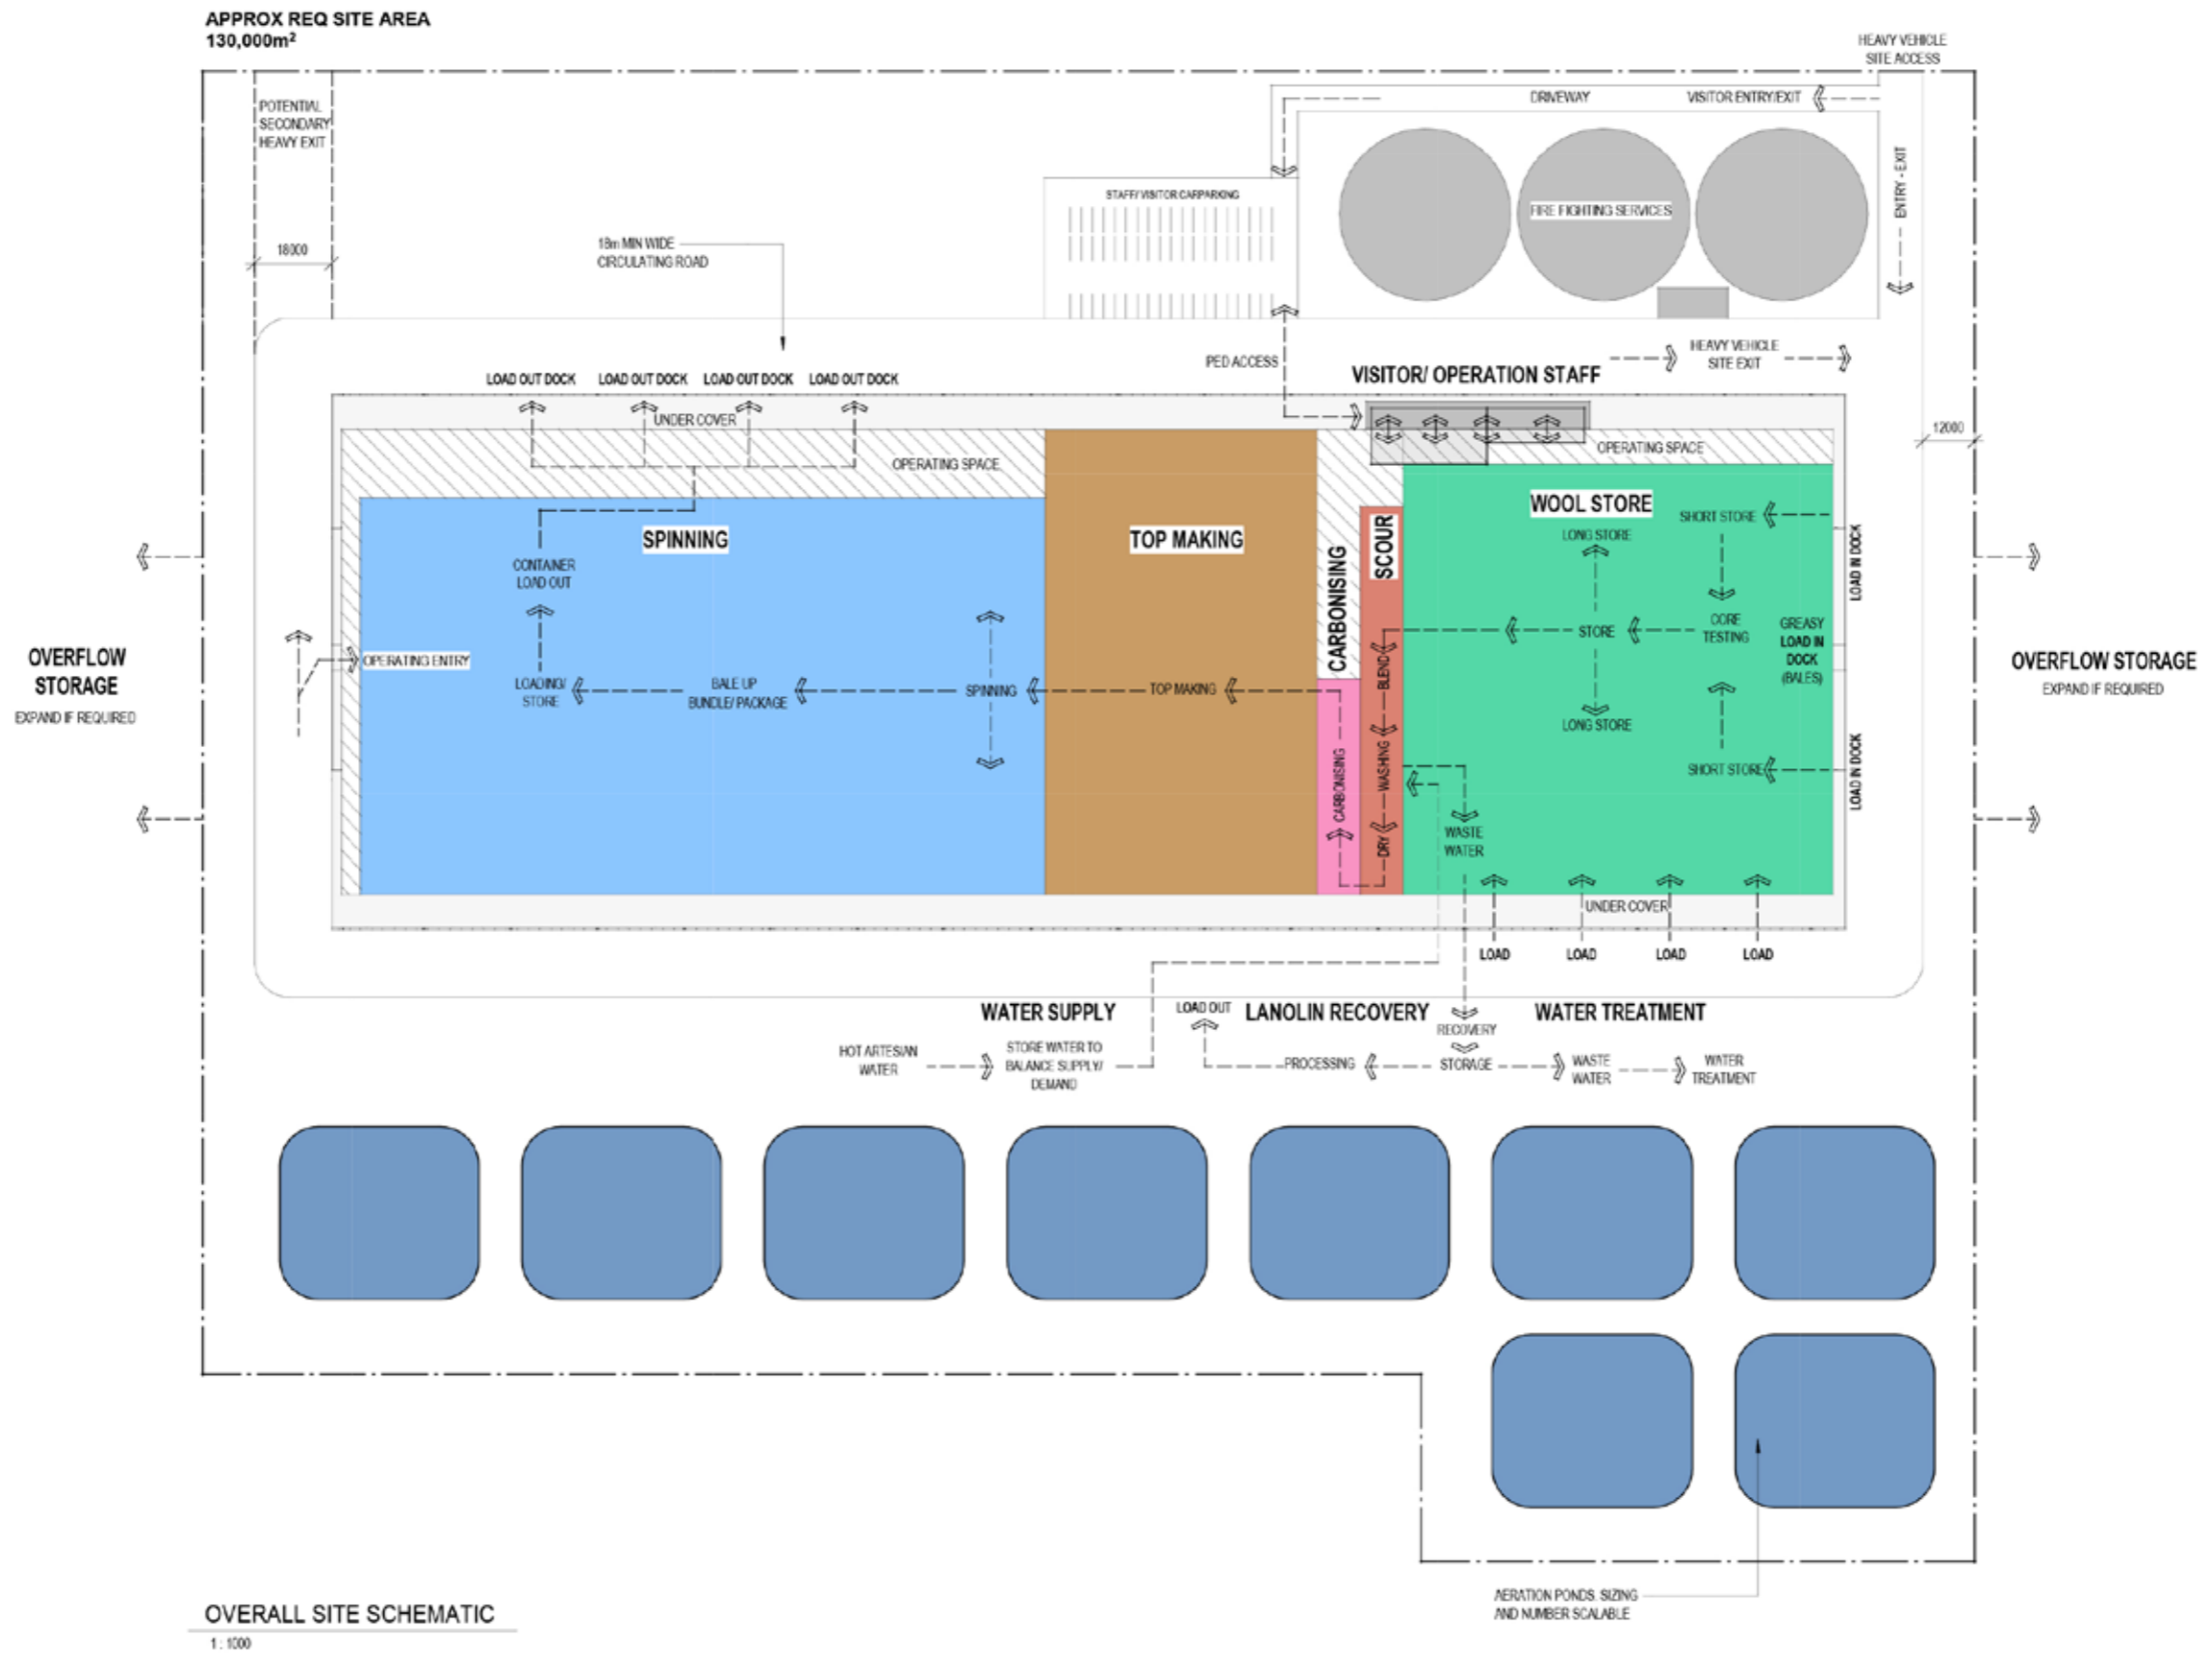 APPROX REQ SITE AREA
130,000m²
HEAVY VEHICLE
SITE ACCESS
POTENTIAL
SECONDARY
HEAVY EXIT
DRIVEWAY
VISITOR ENTRY/EXIT
ENTRY - EXIT
STAFF/ VISITOR CARPARKING
FIRE FIGHTING SERVICES
18000
18m MIN WIDE
CIRCULATING ROAD
PED ACCESS
HEAVY VEHICLE
SITE EXIT
VISITOR/ OPERATION STAFF
LOAD OUT DOCK
LOAD OUT DOCK
LOAD OUT DOCK
LOAD OUT DOCK
UNDER COVER
12000
OPERATING SPACE
OPERATING SPACE
SPINNING
TOP MAKING
CARBONISING
SCOUR
WOOL STORE
LONG STORE
SHORT STORE
LOAD IN DOCK
CONTAINER
LOAD OUT
STORE
CORE
TESTING
GREASY
LOAD IN
DOCK
(BALES)
OVERFLOW
STORAGE
EXPAND IF REQUIRED
OPERATING ENTRY
LOADING/
STORE
BALE UP
BUNDLE/ PACKAGE
SPINNING
TOP MAKING
BLEND
WASHING
DRY
CARBONISING
LONG STORE
SHORT STORE
LOAD IN DOCK
OVERFLOW STORAGE
EXPAND IF REQUIRED
WASTE
WATER
UNDER COVER
LOAD
LOAD
LOAD
LOAD
WATER SUPPLY
LOAD OUT
LANOLIN RECOVERY
WATER TREATMENT
HOT ARTESIAN
WATER
STORE WATER TO
BALANCE SUPPLY/
DEMAND
RECOVERY
PROCESSING
STORAGE
WASTE
WATER
WATER
TREATMENT
AERATION PONDS. SIZING
AND NUMBER SCALABLE
OVERALL SITE SCHEMATIC
1 : 1000